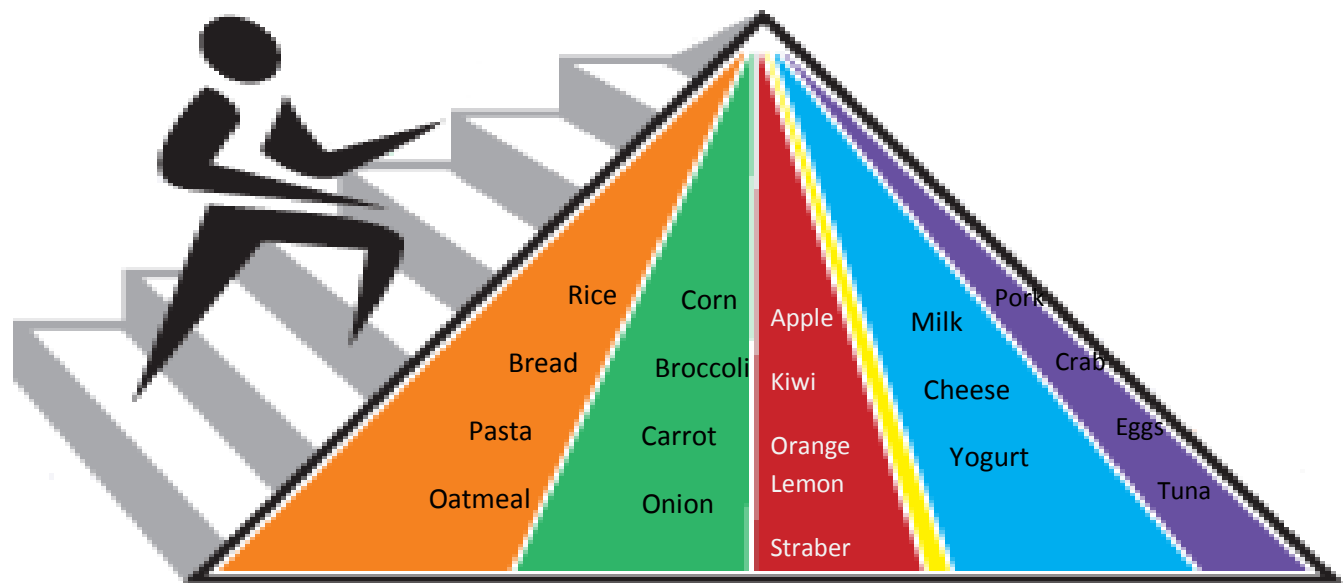 Rice
Bread
Pasta
Oatmeal
Corn
Broccoli
Carrot
Onion
Apple
Kiwi
Orange
Lemon
Straber
Milk
Cheese
Yogurt
Pork
Crab
Eggs
Tuna